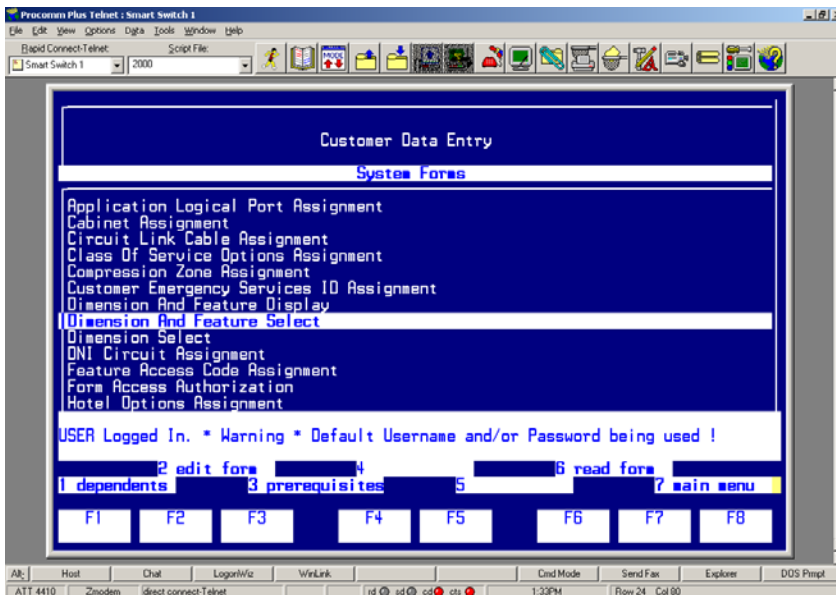 Procomm Plus Telnet : Smart Switch 1
File Edit View Options Data Tools Window Help
Rapid Connect-Telnet: Script File:
Smart Switch 1 2000
MODE
Customer Data Entry
System Forms
Application Logical Port Assignment
Cabinet Assignment
Circuit Link Cable Assignment
Class Of Service Options Assignment
Compression Zone Assignment
Customer Emergency Services ID Assignment
Dimension And Feature Display
Dimension And Feature Select
Dimension Select
DNI Circuit Assignment
Feature Access Code Assignment
Form Access Authorization
Hotel Options Assignment
USER Logged In. * Warning * Default Username and/or Password being used !
2 edit form 4 6 read form
1 dependents 3 prerequisites 5 7 main menu
F1 F2 F3 F4 F5 F6 F7 F8
Alt- Host Chat LogonWiz WinLink Cmd Mode Send Fax Explorer DOS Prmpt
ATT 4410 Zmodem direct connect-Telnet rd sd cd cts 1:33PM Row 24 Col 80